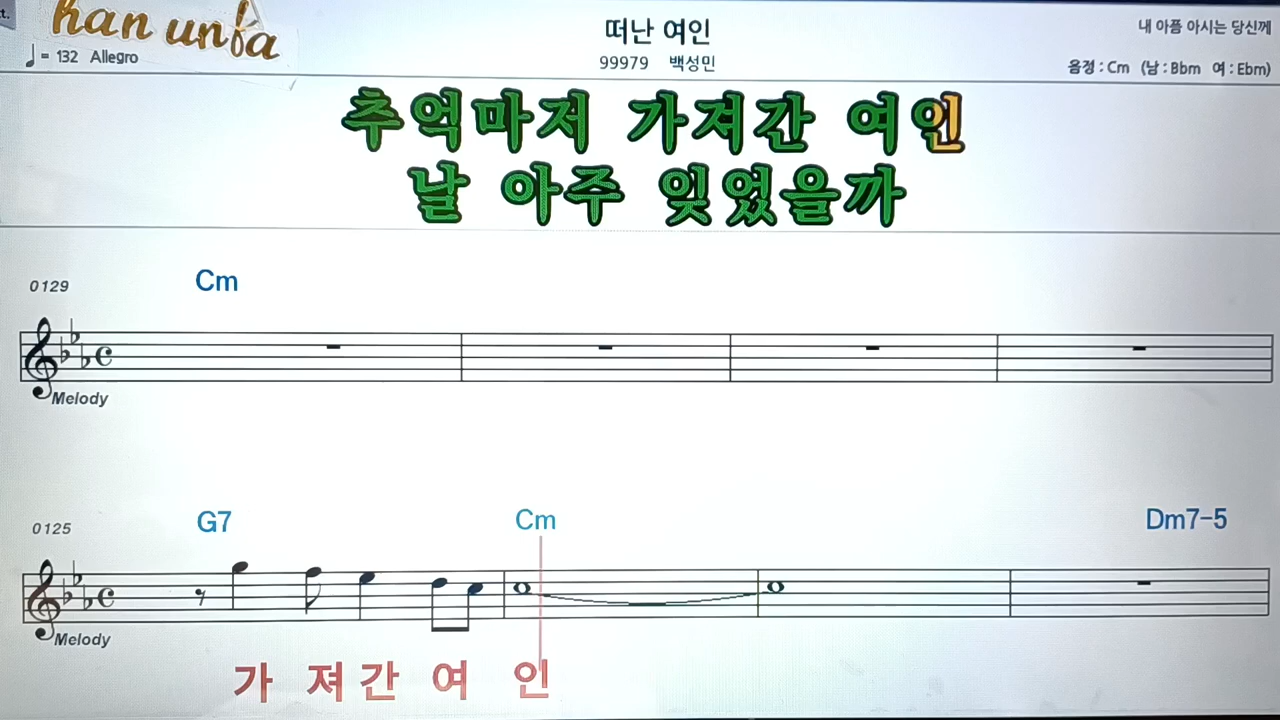 han unfa
♩= 132 Allegro
떠난 여인
99979 백성민
내 아픔 아시는 당신께
음정 : Cm (남 : Bbm 여 : Ebm)
추억마저 가져간 여인
날 아주 잊었을까
0129
Cm
Melody
0125
G7 Cm Dm7-5
Melody
가 져 간 여 인